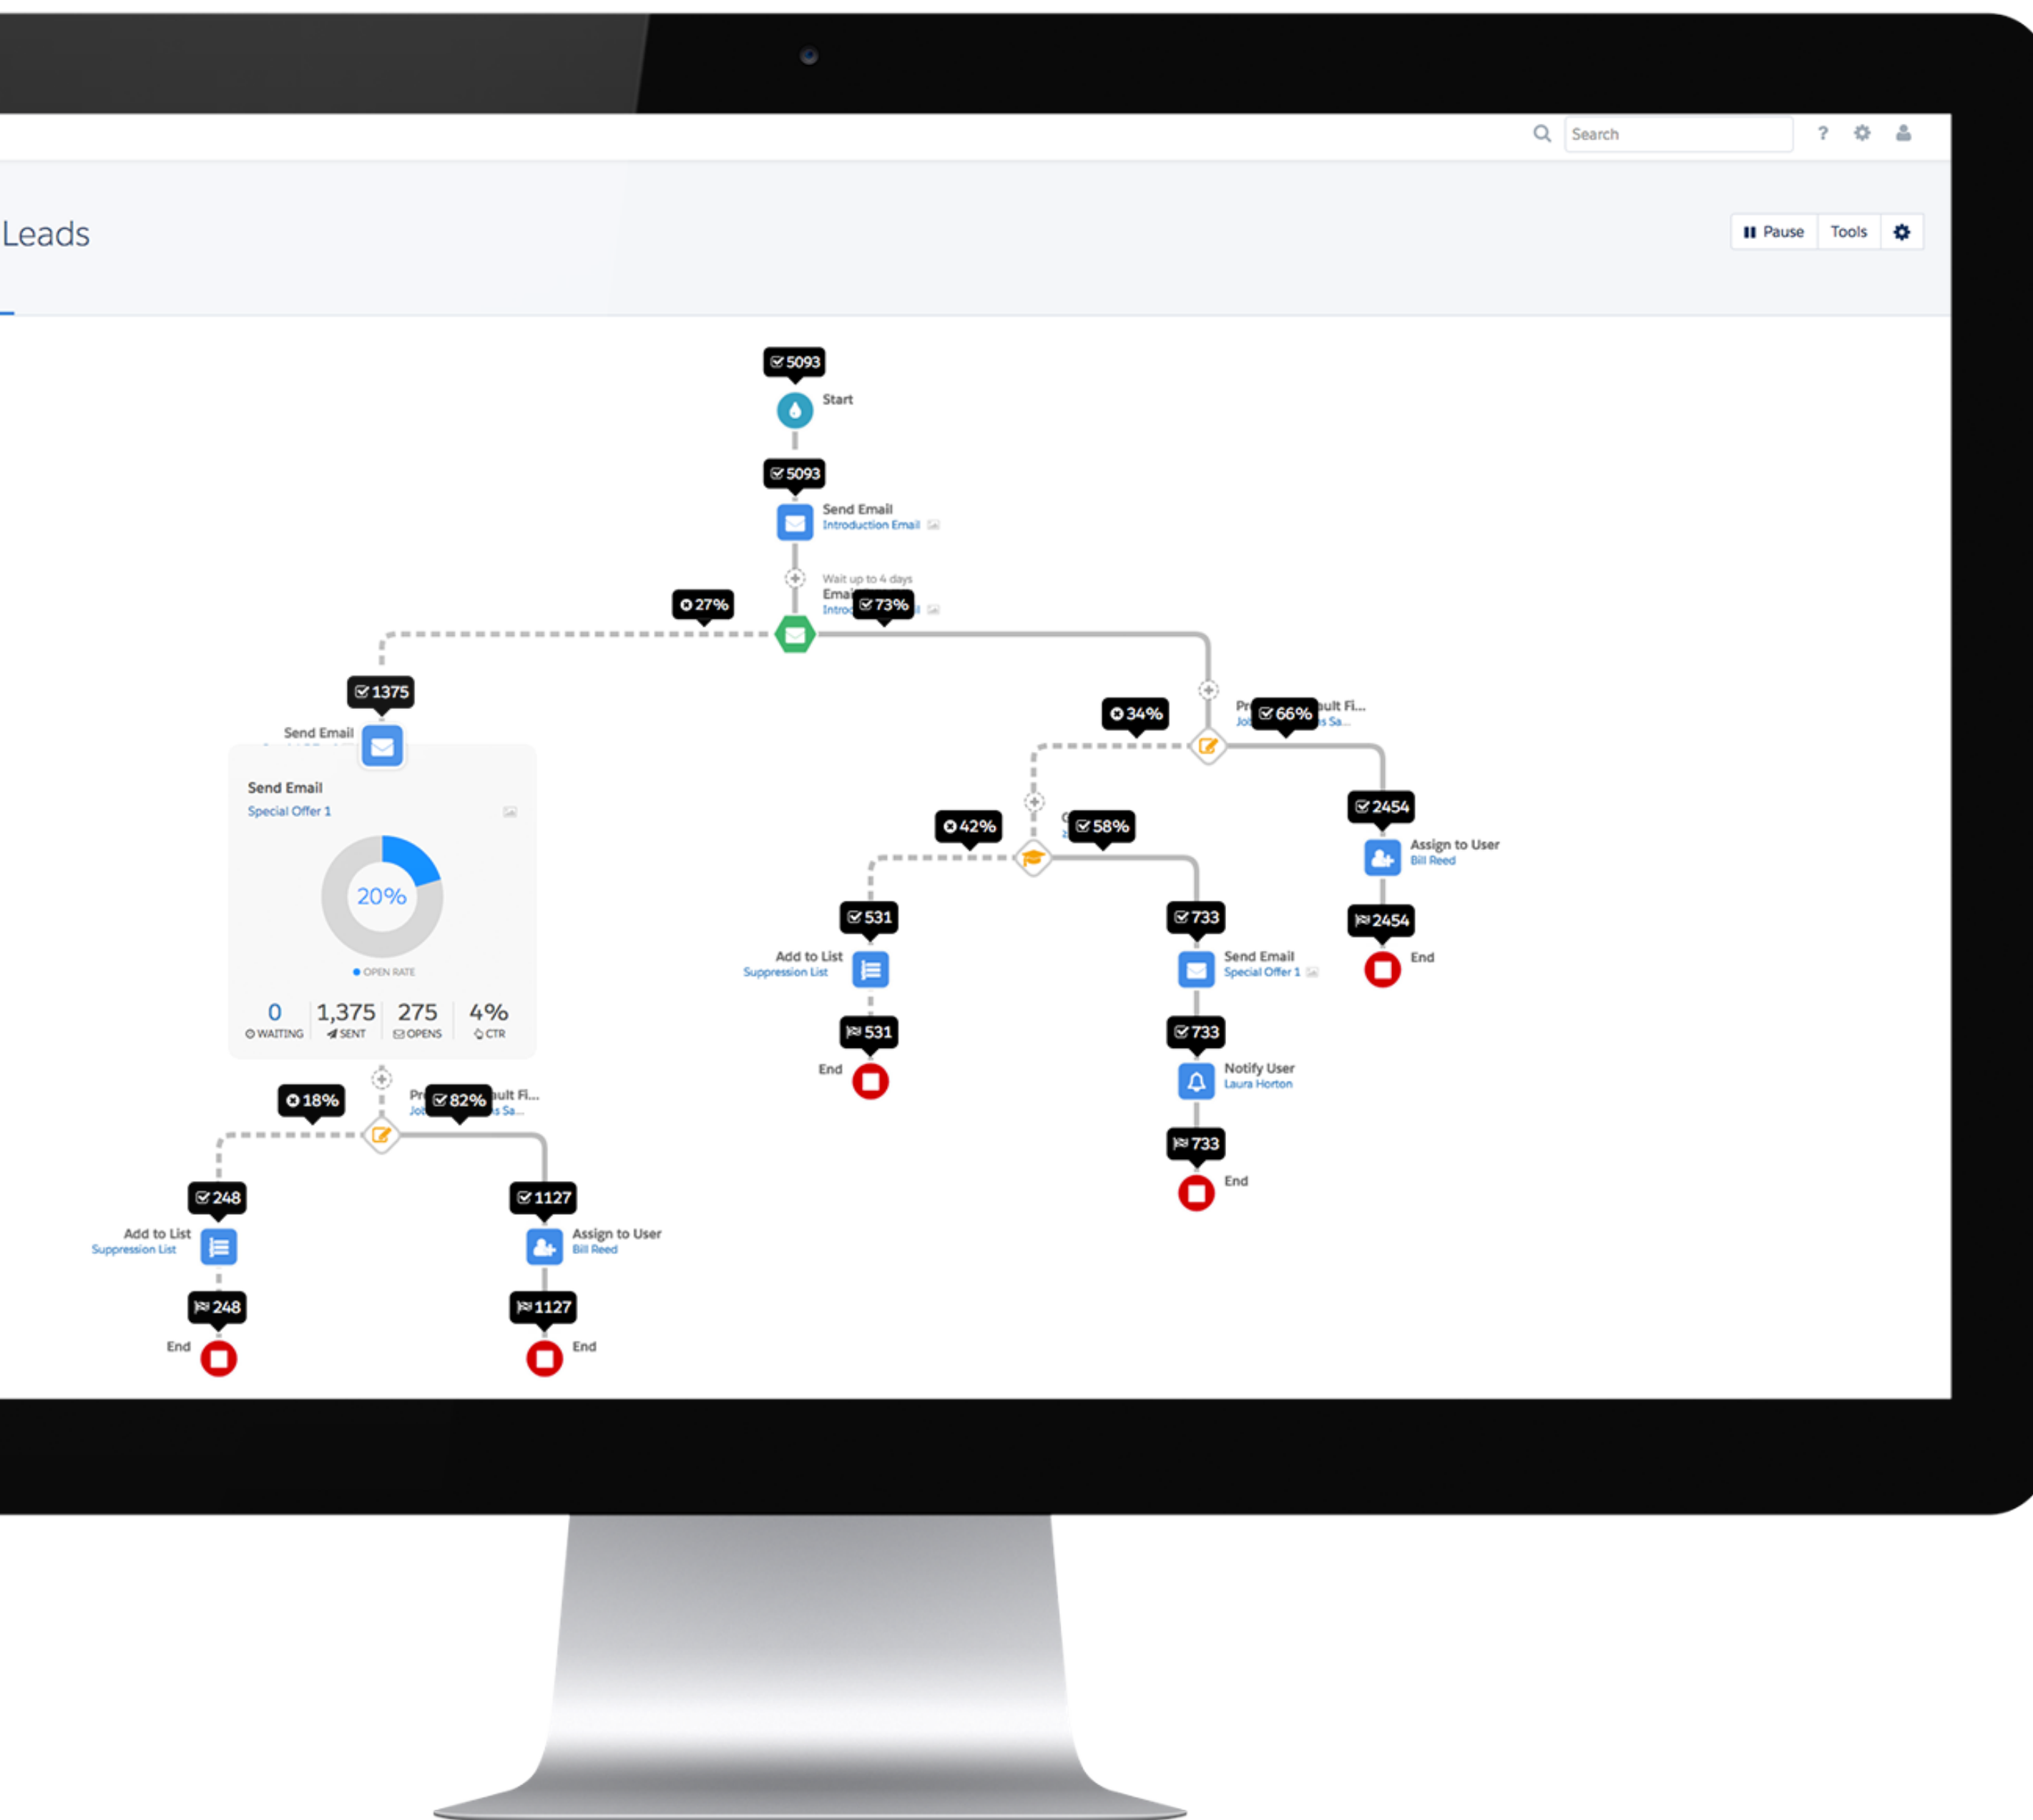 Search
?
Leads
Pause
Tools
5093
Start
5093
Send Email
Introduction Email
Wait up to 4 days
27%
73%
1375
Send Email
Send Email
Special Offer 1
20%
OPEN RATE
0
1,375
275
4%
WAITING
SENT
OPENS
CTR
18%
82%
248
Add to List
Suppression List
248
End
1127
Assign to User
Bill Reed
1127
End
34%
66%
42%
58%
531
Add to List
Suppression List
531
End
733
Send Email
Special Offer 1
733
Notify User
Laura Horton
733
End
2454
Assign to User
Bill Reed
2454
End